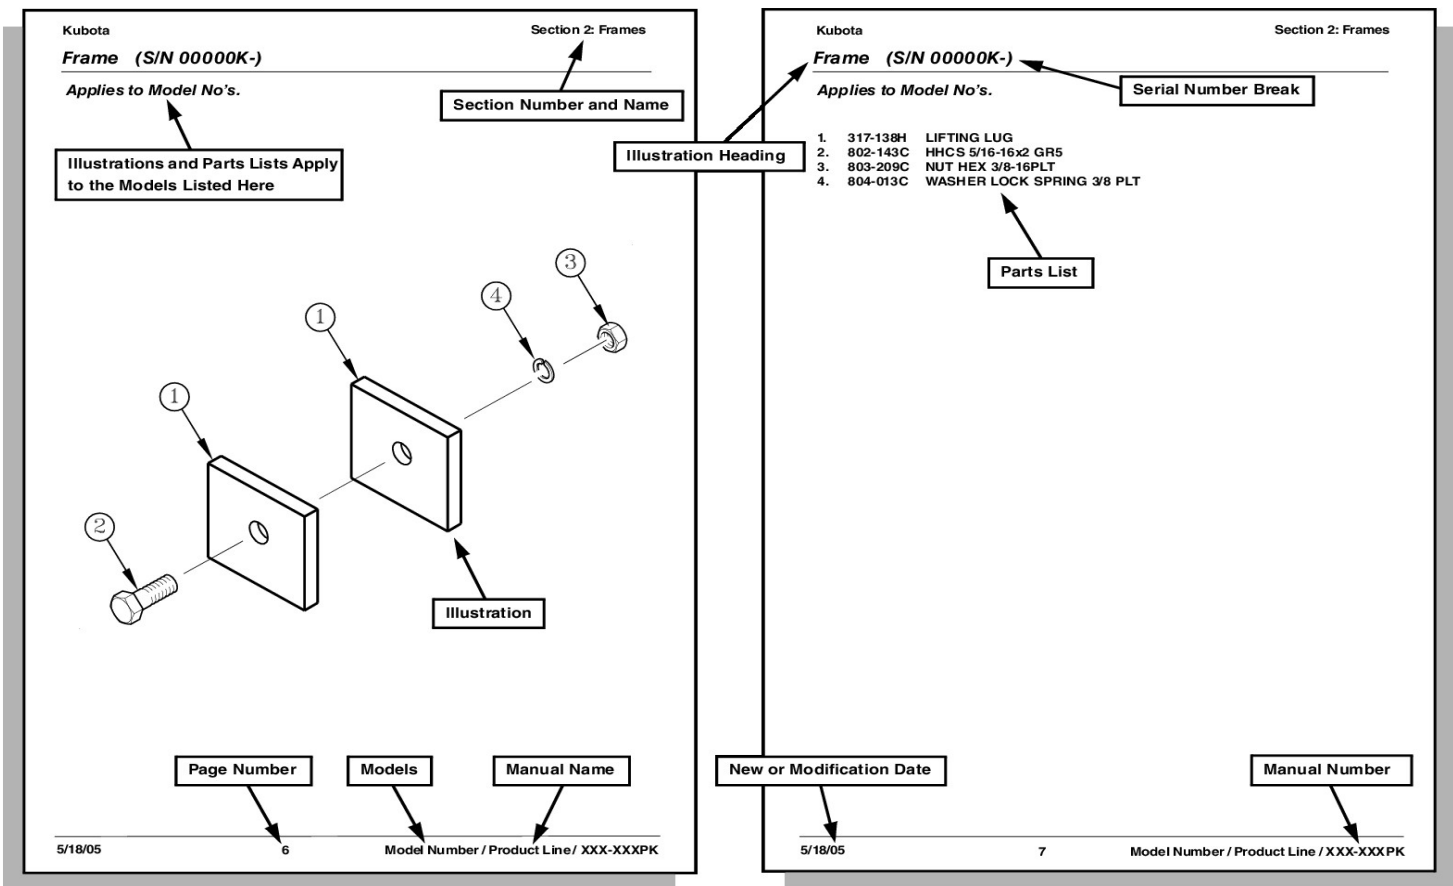 Kubota
Section 2: Frames
Frame (S/N 00000K-)
Applies to Model No's.
Section Number and Name
Illustrations and Parts Lists Apply
to the Models Listed Here
3
4
1
1
2
Illustration
Page Number
Models
Manual Name
5/18/05
6
Model Number / Product Line / XXX-XXXPK
Kubota
Section 2: Frames
Frame (S/N 00000K-)
Applies to Model No's.
Serial Number Break
Illustration Heading
1. 317-138H LIFTING LUG
2. 802-143C HHCS 5/16-16x2 GR5
3. 803-209C NUT HEX 3/8-16PLT
4. 804-013C WASHER LOCK SPRING 3/8 PLT
Parts List
New or Modification Date
Manual Number
5/18/05
7
Model Number / Product Line / XXX-XXXPK